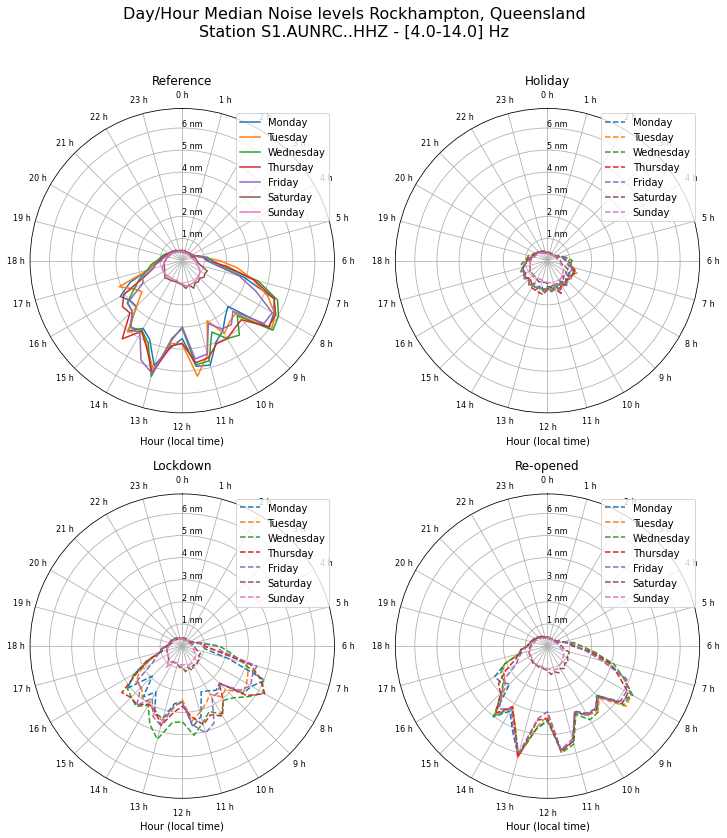 Day/Hour Median Noise levels Rockhampton, Queensland
Station S1.AUNRC..HHZ - [4.0-14.0] Hz
Reference
0 h
1 h
4 h
5 h
6 h
7 h
8 h
9 h
10 h
11 h
12 h
13 h
14 h
15 h
16 h
17 h
18 h
19 h
20 h
21 h
22 h
23 h
6 nm
5 nm
4 nm
3 nm
2 nm
1 nm
Monday
Tuesday
Wednesday
Thursday
Friday
Saturday
Sunday
Hour (local time)
Holiday
0 h
1 h
4 h
5 h
6 h
7 h
8 h
9 h
10 h
11 h
12 h
13 h
14 h
15 h
16 h
17 h
18 h
19 h
20 h
21 h
22 h
23 h
6 nm
5 nm
4 nm
3 nm
2 nm
1 nm
Monday
Tuesday
Wednesday
Thursday
Friday
Saturday
Sunday
Hour (local time)
Lockdown
0 h
1 h
2 h
4 h
5 h
6 h
7 h
8 h
9 h
10 h
11 h
12 h
13 h
14 h
15 h
16 h
17 h
18 h
19 h
20 h
21 h
22 h
23 h
6 nm
5 nm
4 nm
3 nm
2 nm
1 nm
Monday
Tuesday
Wednesday
Thursday
Friday
Saturday
Sunday
Hour (local time)
Re-opened
0 h
1 h
2 h
4 h
5 h
6 h
7 h
8 h
9 h
10 h
11 h
12 h
13 h
14 h
15 h
16 h
17 h
18 h
19 h
20 h
21 h
22 h
23 h
6 nm
5 nm
4 nm
3 nm
2 nm
1 nm
Monday
Tuesday
Wednesday
Thursday
Friday
Saturday
Sunday
Hour (local time)